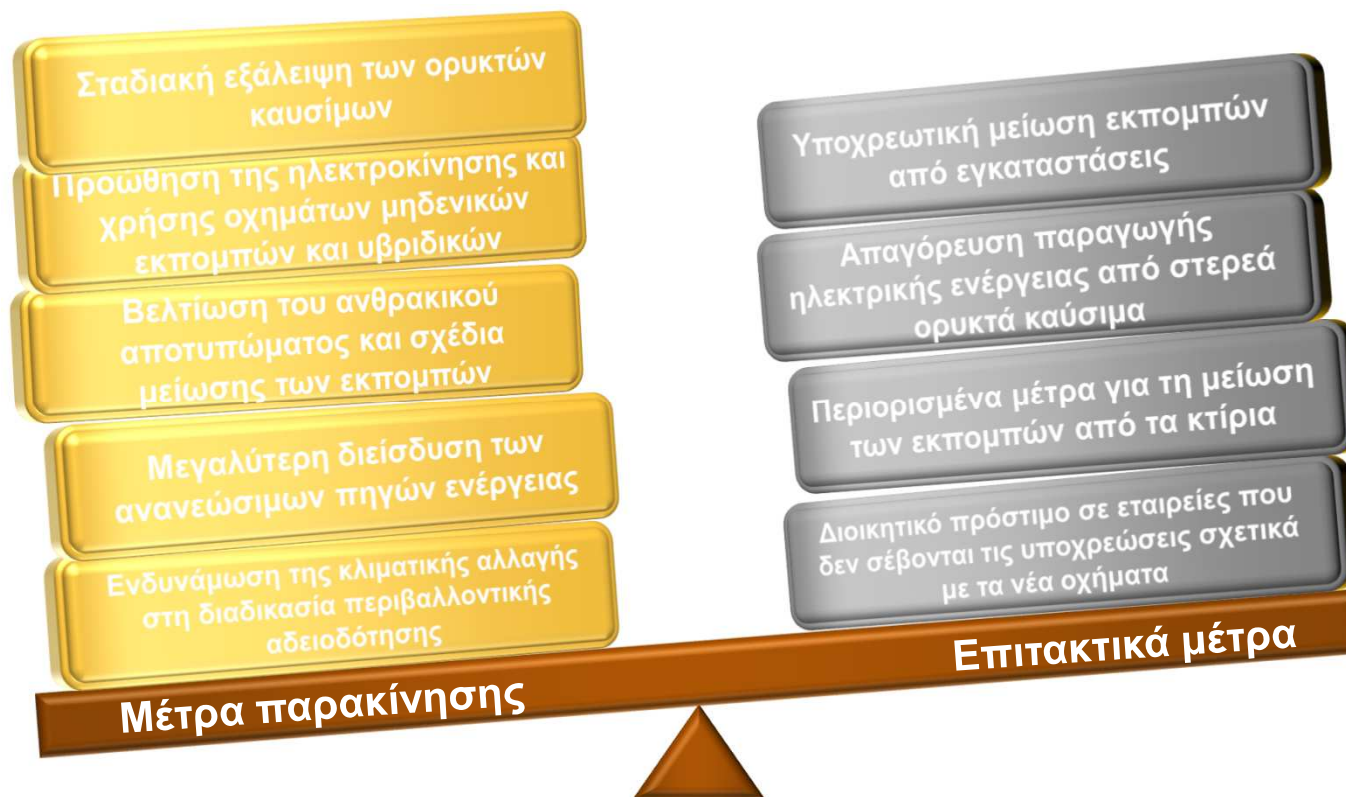 Σταδιακή εξάλειψη των ορυκτών
καυσίμων
Προώθηση της ηλεκτροκίνησης και
χρήσης οχημάτων μηδενικών
εκπομπών και υβριδικών
Βελτίωση του ανθρακικού
αποτυπώματος και σχέδια
μείωσης των εκπομπών
Μεγαλύτερη διείσδυση των
ανανεώσιμων πηγών ενέργειας
Ενδυνάμωση της κλιματικής αλλαγής
στη διαδικασία περιβαλλοντικής
αδειοδότησης
Μέτρα παρακίνησης
Υποχρεωτική μείωση εκπομπών
από εγκαταστάσεις
Απαγόρευση παραγωγής
ηλεκτρικής ενέργειας από στερεά
ορυκτά καύσιμα
Περιορισμένα μέτρα για τη μείωση
των εκπομπών από τα κτίρια
Διοικητικό πρόστιμο σε εταιρείες που
δεν σέβονται τις υποχρεώσεις σχετικά
με τα νέα οχήματα
Επιτακτικά μέτρα